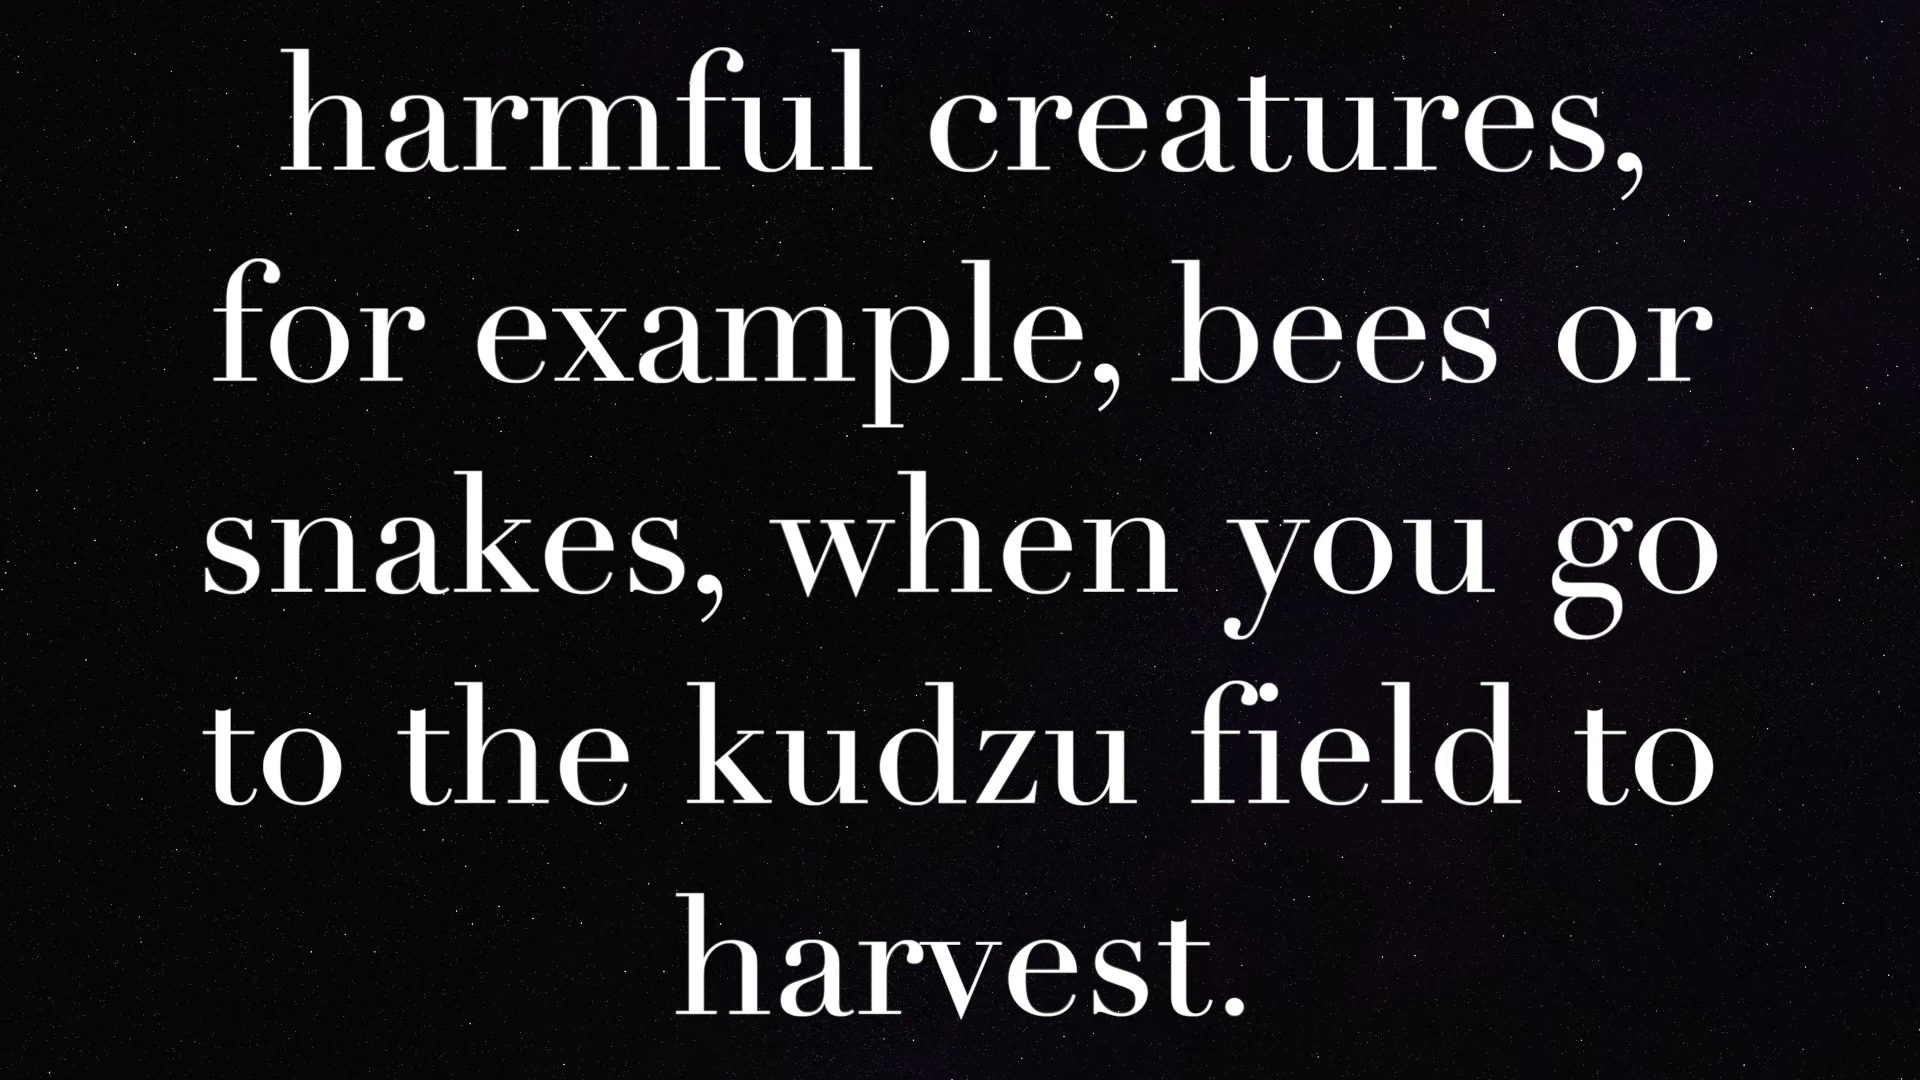 harmful creatures,
for example, bees or
snakes, when you go
to the kudzu field to
harvest.